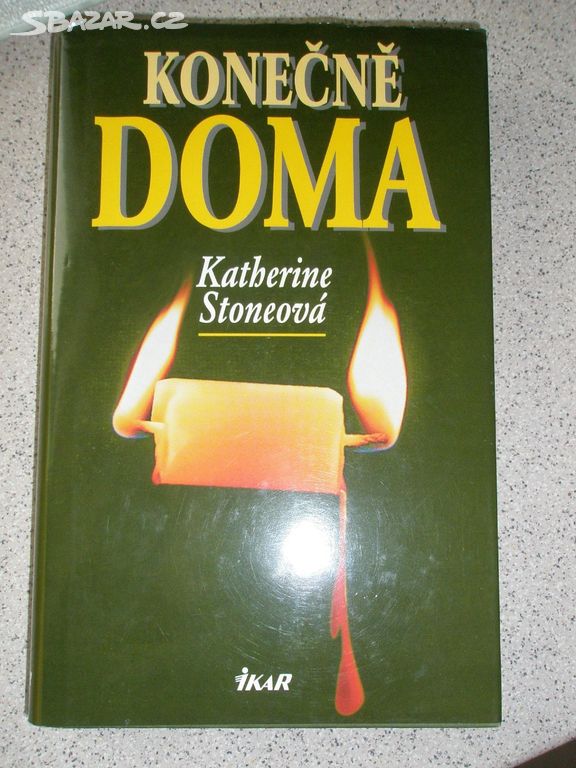 SBAZAR.CZ
KONEČNĚ
DOMA
Katherine
Stoneová
IKAR